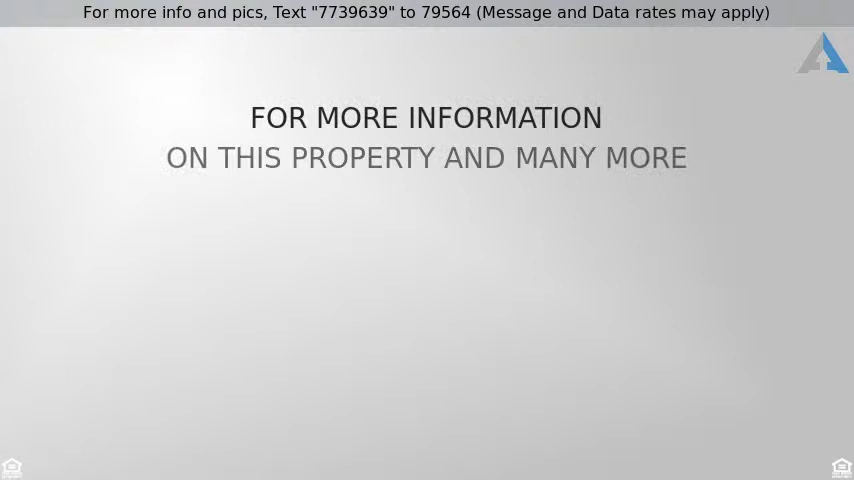 For more info and pics, Text "7739639" to 79564 (Message and Data rates may apply)
FOR MORE INFORMATION
ON THIS PROPERTY AND MANY MORE